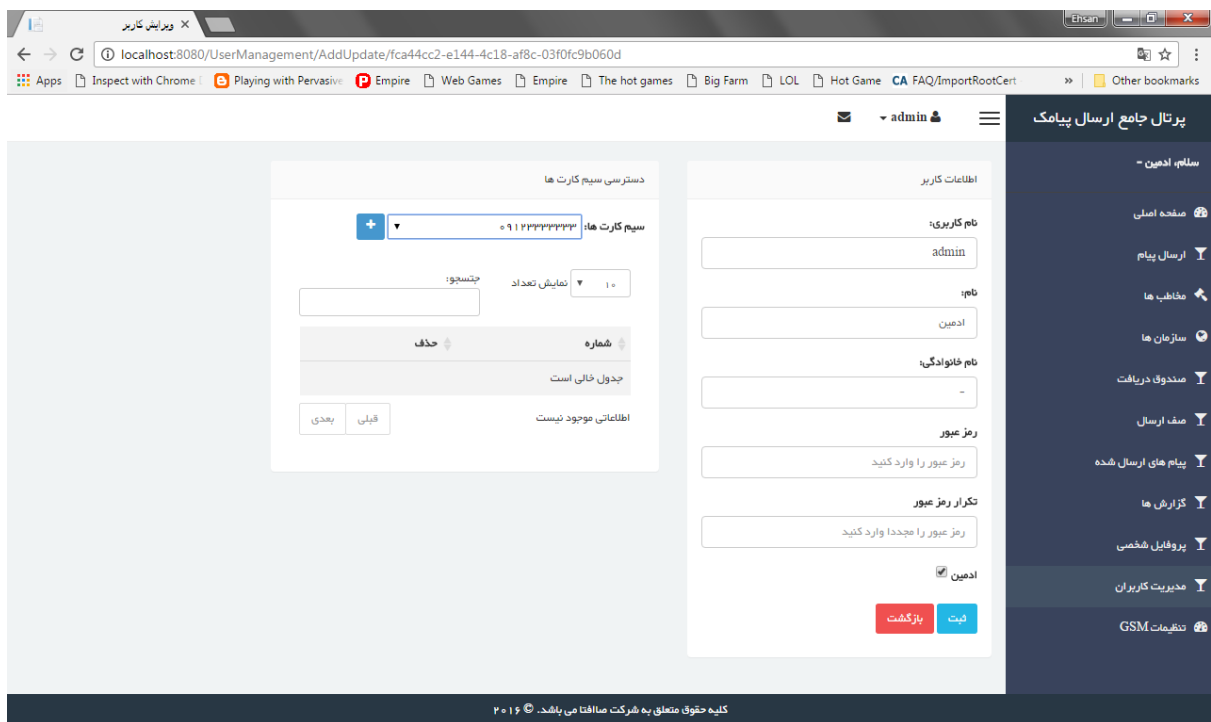 ویرایش کاربر
Ehsan
localhost:8080/UserManagement/AddUpdate/fca44cc2-e144-4c18-af8c-03f0fc9b060d
Apps Inspect with Chrome Playing with Pervasive Empire Web Games Empire The hot games Big Farm LOL Hot Game CA FAQ/ImportRootCert » Other bookmarks
پرتال جامع ارسال پیامک
admin
سلام، ادمین -
صفحه اصلی
ارسال پیام
مخاطب ها
سازمان ها
صندوق دریافت
صف ارسال
پیام های ارسال شده
گزارش ها
پروفایل شخصی
مدیریت کاربران
تنظیمات GSM
اطلاعات کاربر
نام کاربری:
admin
نام:
ادمین
نام خانوادگی:
-
رمز عبور
رمز عبور را وارد کنید
تکرار رمز عبور
رمز عبور را مجددا وارد کنید
ادمین
ثبت بازگشت
دسترسی سیم کارت ها
سیم کارت ها: ۰۹۱۲۳۳۳۳۳۳۳ +
۱۰ نمایش تعداد
جتسجو:
شماره حذف
جدول خالی است
اطلاعاتی موجود نیست
قبلی بعدی
کلیه حقوق متعلق به شرکت صاافتا می باشد. © ۲۰۱۶